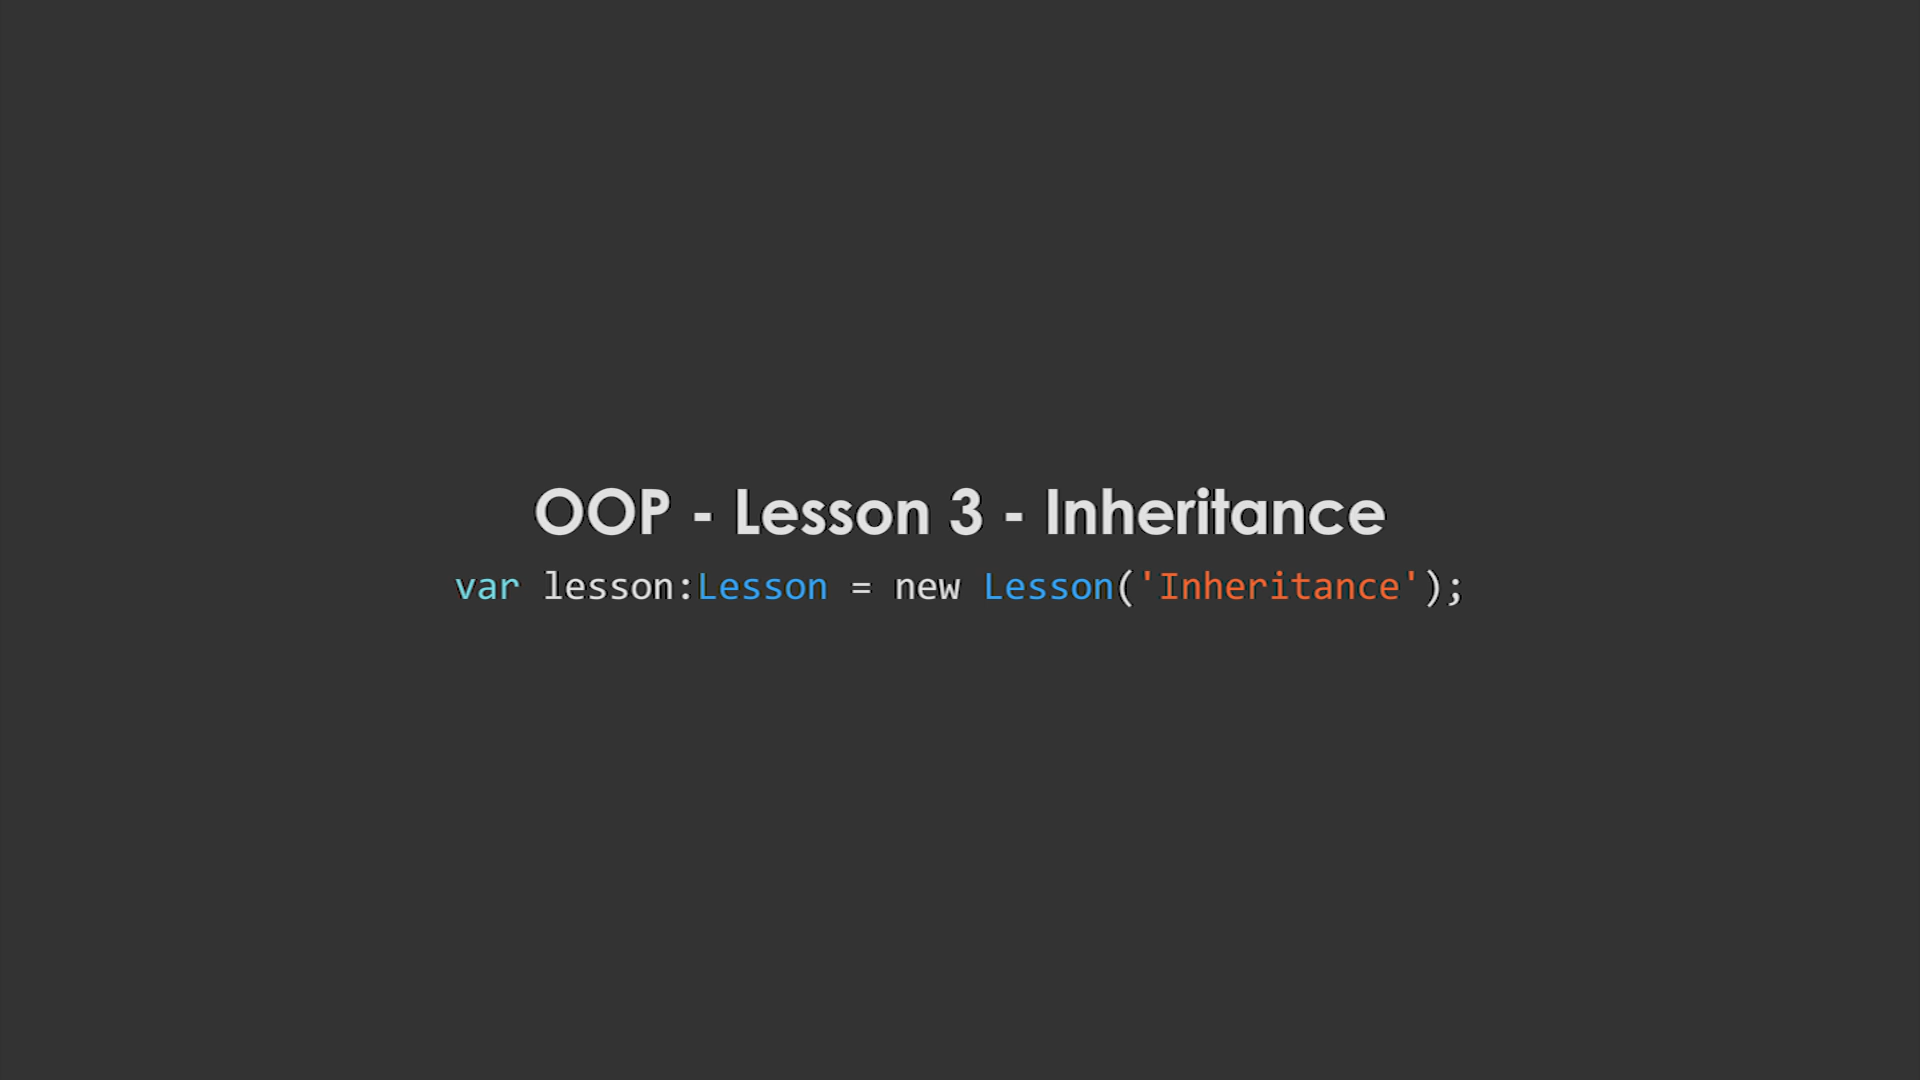 OOP - Lesson 3 - Inheritance
var lesson:Lesson = new Lesson('Inheritance');